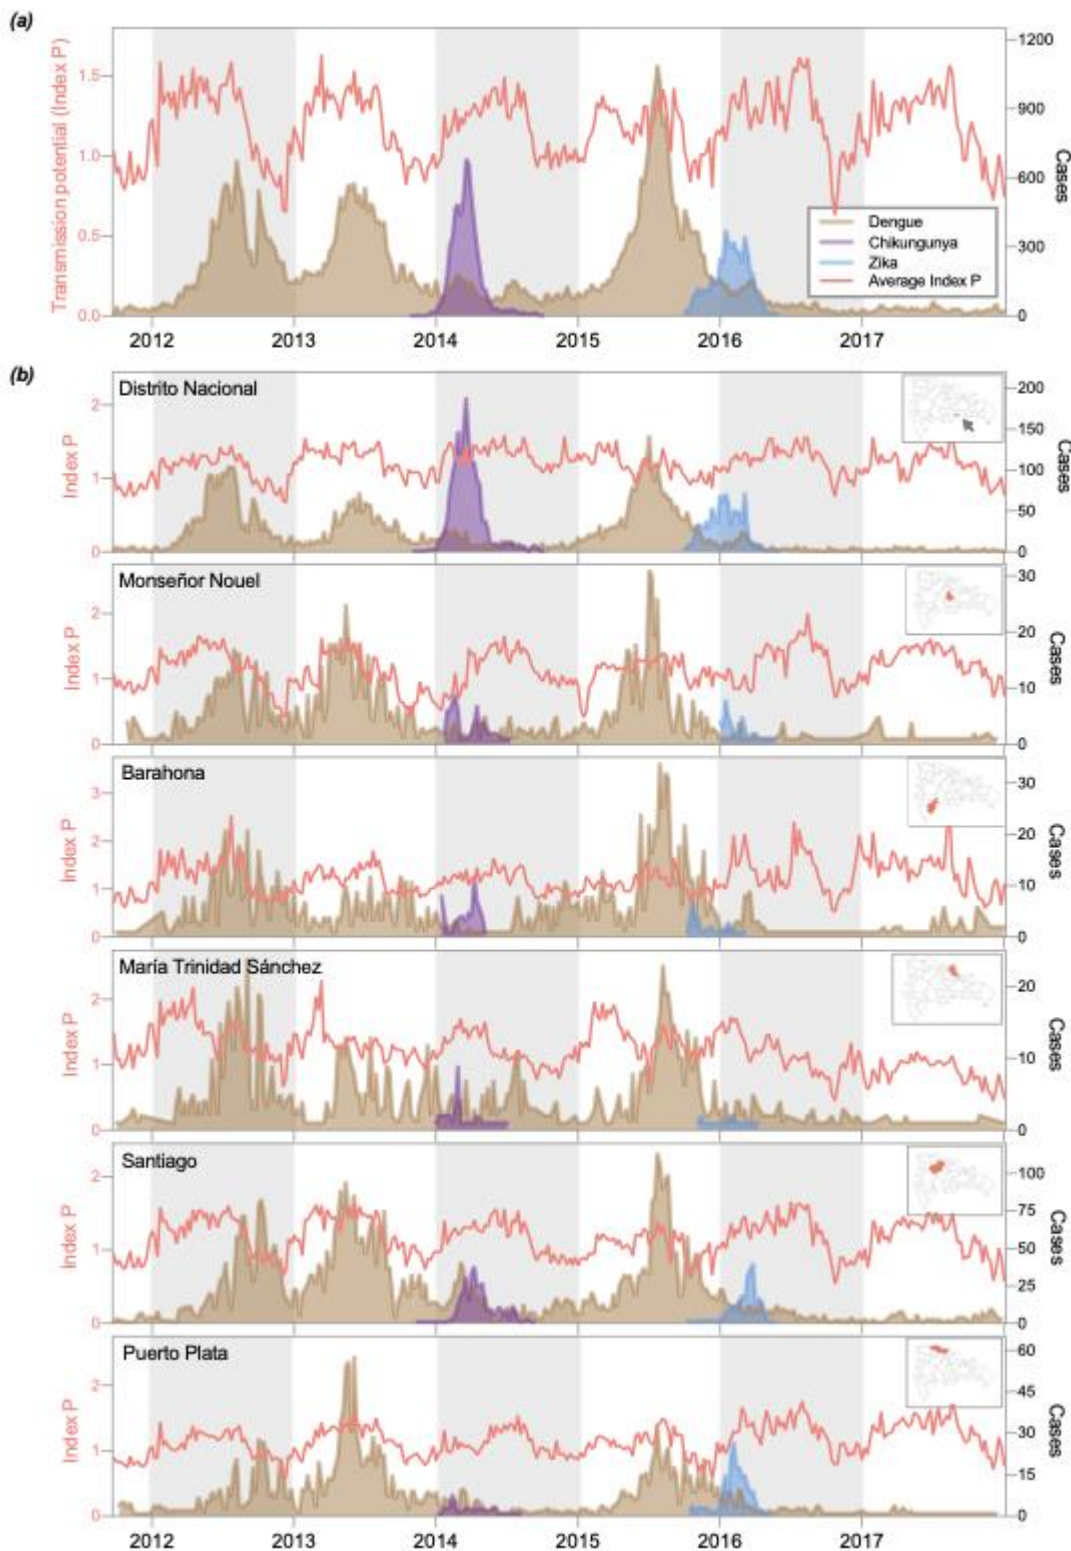 (a)
Transmission potential (Index P)
1.5
1.0
0.5
0.0
1200
900
600
300
0
Cases
Dengue
Chikungunya
Zika
Average Index P
2012 2013 2014 2015 2016 2017
(b)
Distrito Nacional
Index P
2
1
0
200
150
100
50
0
Cases
Monseñor Nouel
Index P
2
1
0
30
20
10
0
Cases
Barahona
Index P
3
2
1
0
30
20
10
0
Cases
María Trinidad Sánchez
Index P
2
1
0
20
10
0
Cases
Santiago
Index P
2
1
0
100
75
50
25
0
Cases
Puerto Plata
Index P
2
1
0
60
45
30
15
0
Cases
2012 2013 2014 2015 2016 2017